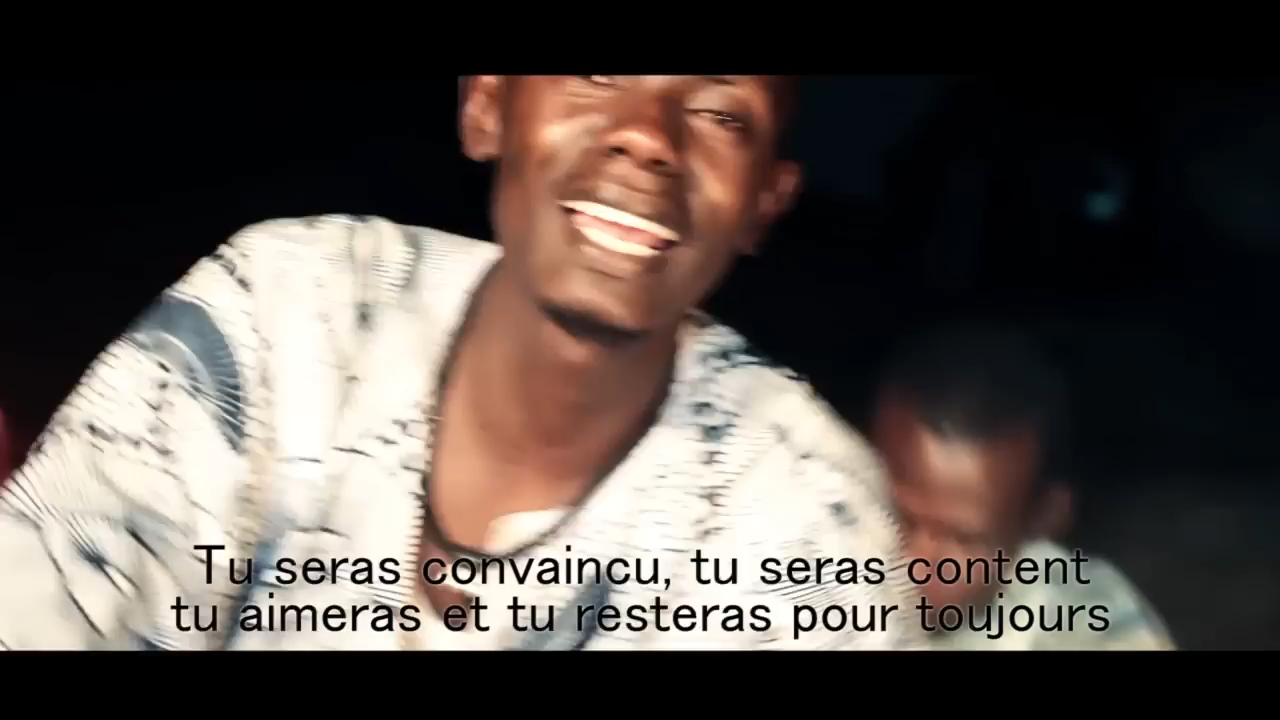 Tu seras convaincu, tu seras content
tu aimeras et tu resteras pour toujours